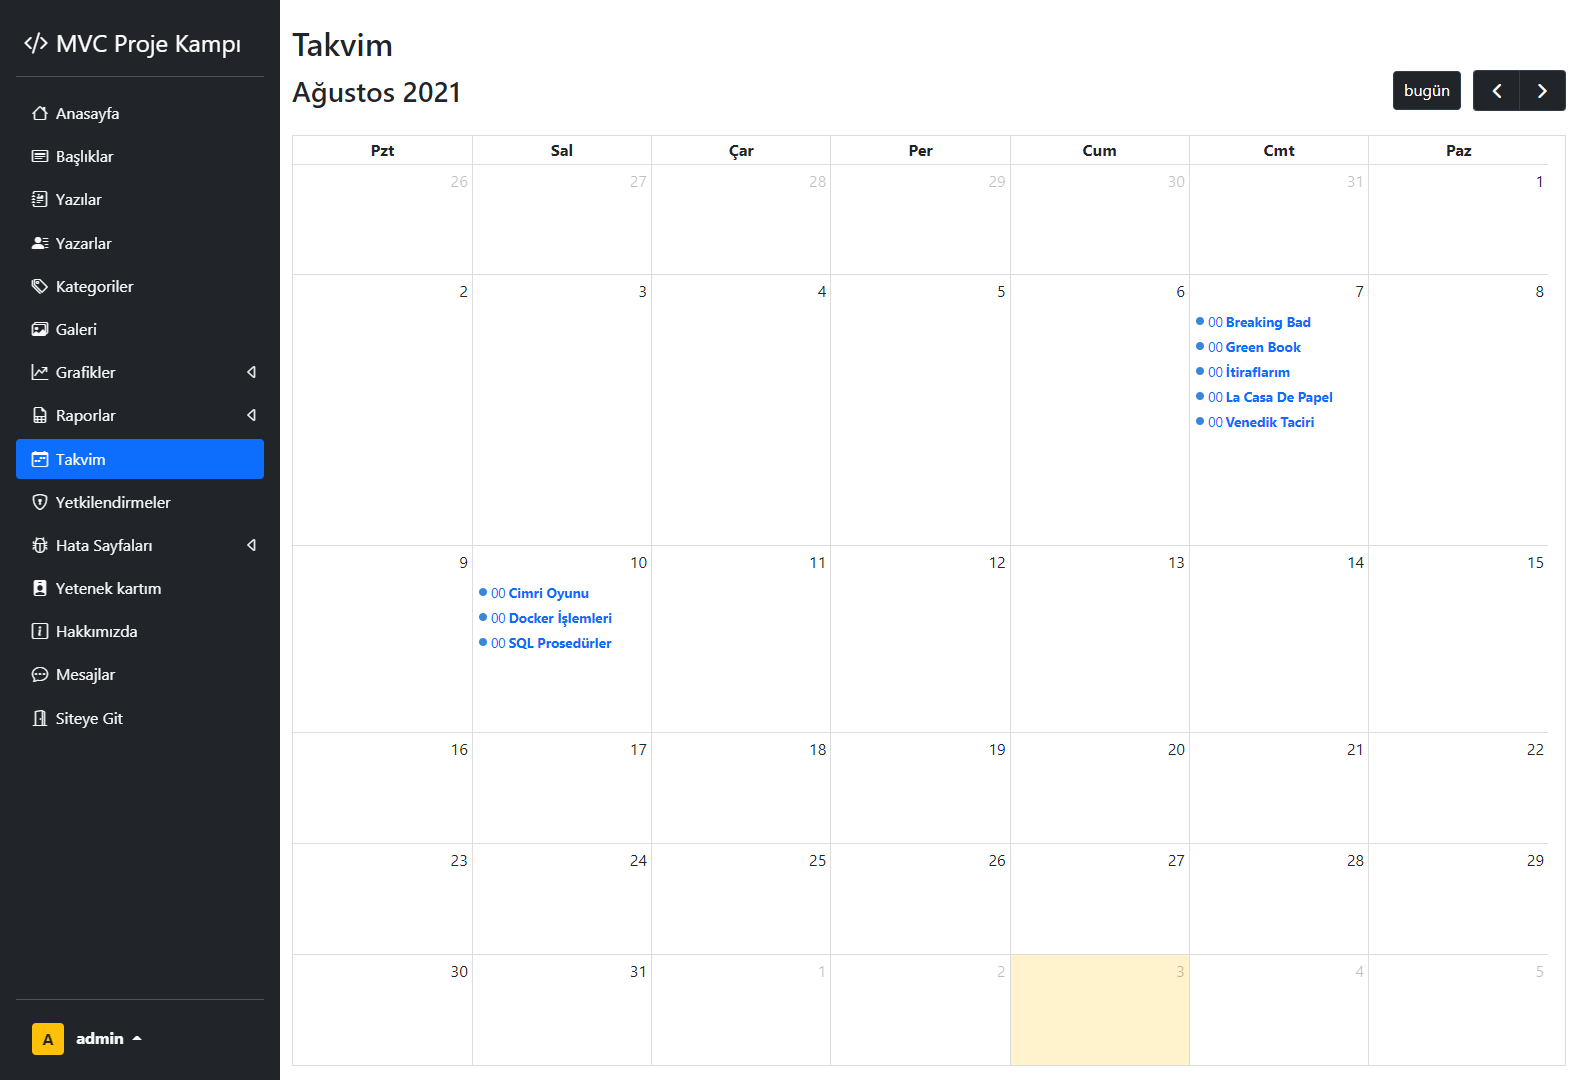 MVC Proje Kampı
Anasayfa
Başlıklar
Yazılar
Yazarlar
Kategoriler
Galeri
Grafikler
Raporlar
Takvim
Yetkilendirmeler
Hata Sayfaları
Yetenek kartım
Hakkımızda
Mesajlar
Siteye Git
A admin
Takvim
Ağustos 2021
bugün
Pzt Sal Çar Per Cum Cmt Paz
26 27 28 29 30 31 1
2 3 4 5 6 7 8
00 Breaking Bad
00 Green Book
00 İtiraflarım
00 La Casa De Papel
00 Venedik Taciri
9 10 11 12 13 14 15
00 Cimri Oyunu
00 Docker İşlemleri
00 SQL Prosedürler
16 17 18 19 20 21 22
23 24 25 26 27 28 29
30 31 1 2 3 4 5